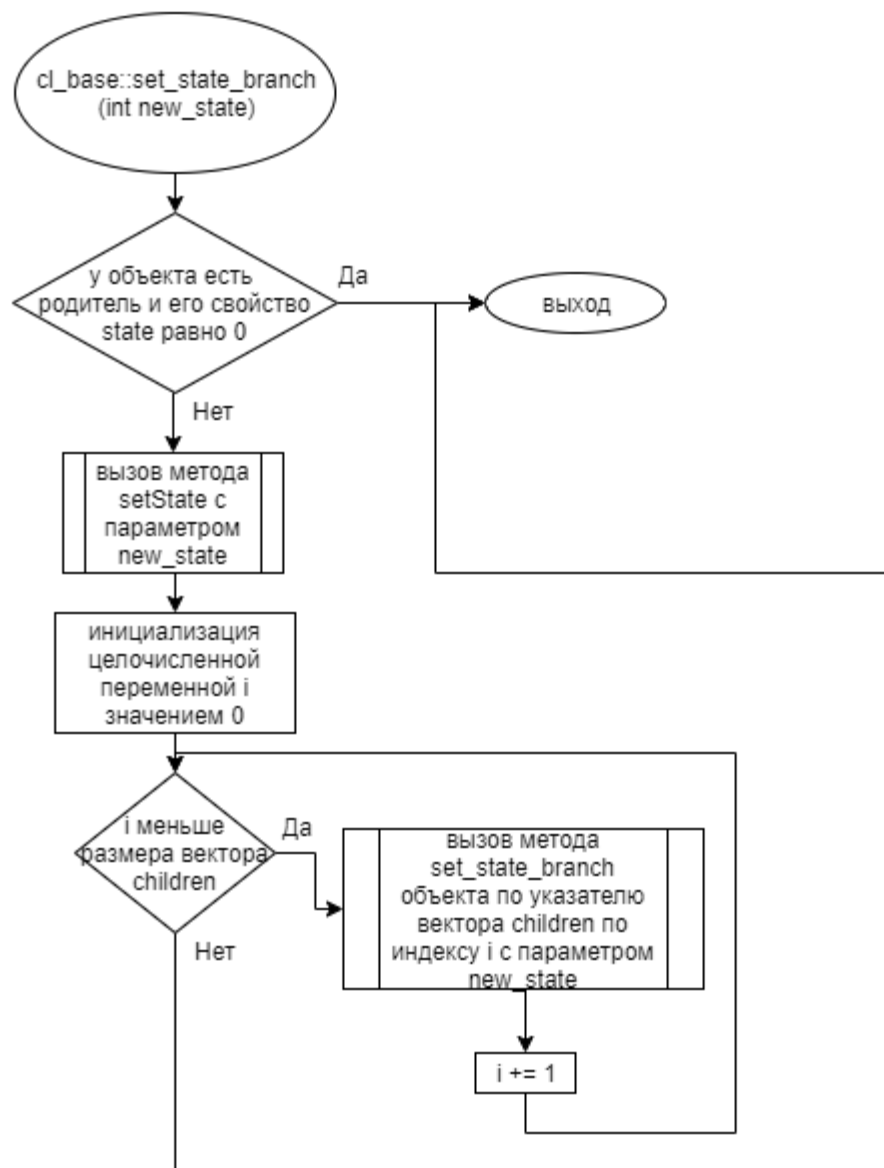 cl_base::set_state_branch
(int new_state)
у объекта есть
родитель и его свойство
state равно 0
Да
выход
Нет
вызов метода
setState с
параметром
new_state
инициализация
целочисленной
переменной i
значением 0
i меньше
размера вектора
children
Да
вызов метода
set_state_branch
объекта по указателю
вектора children по
индексу i с параметром
new_state
Нет
i += 1